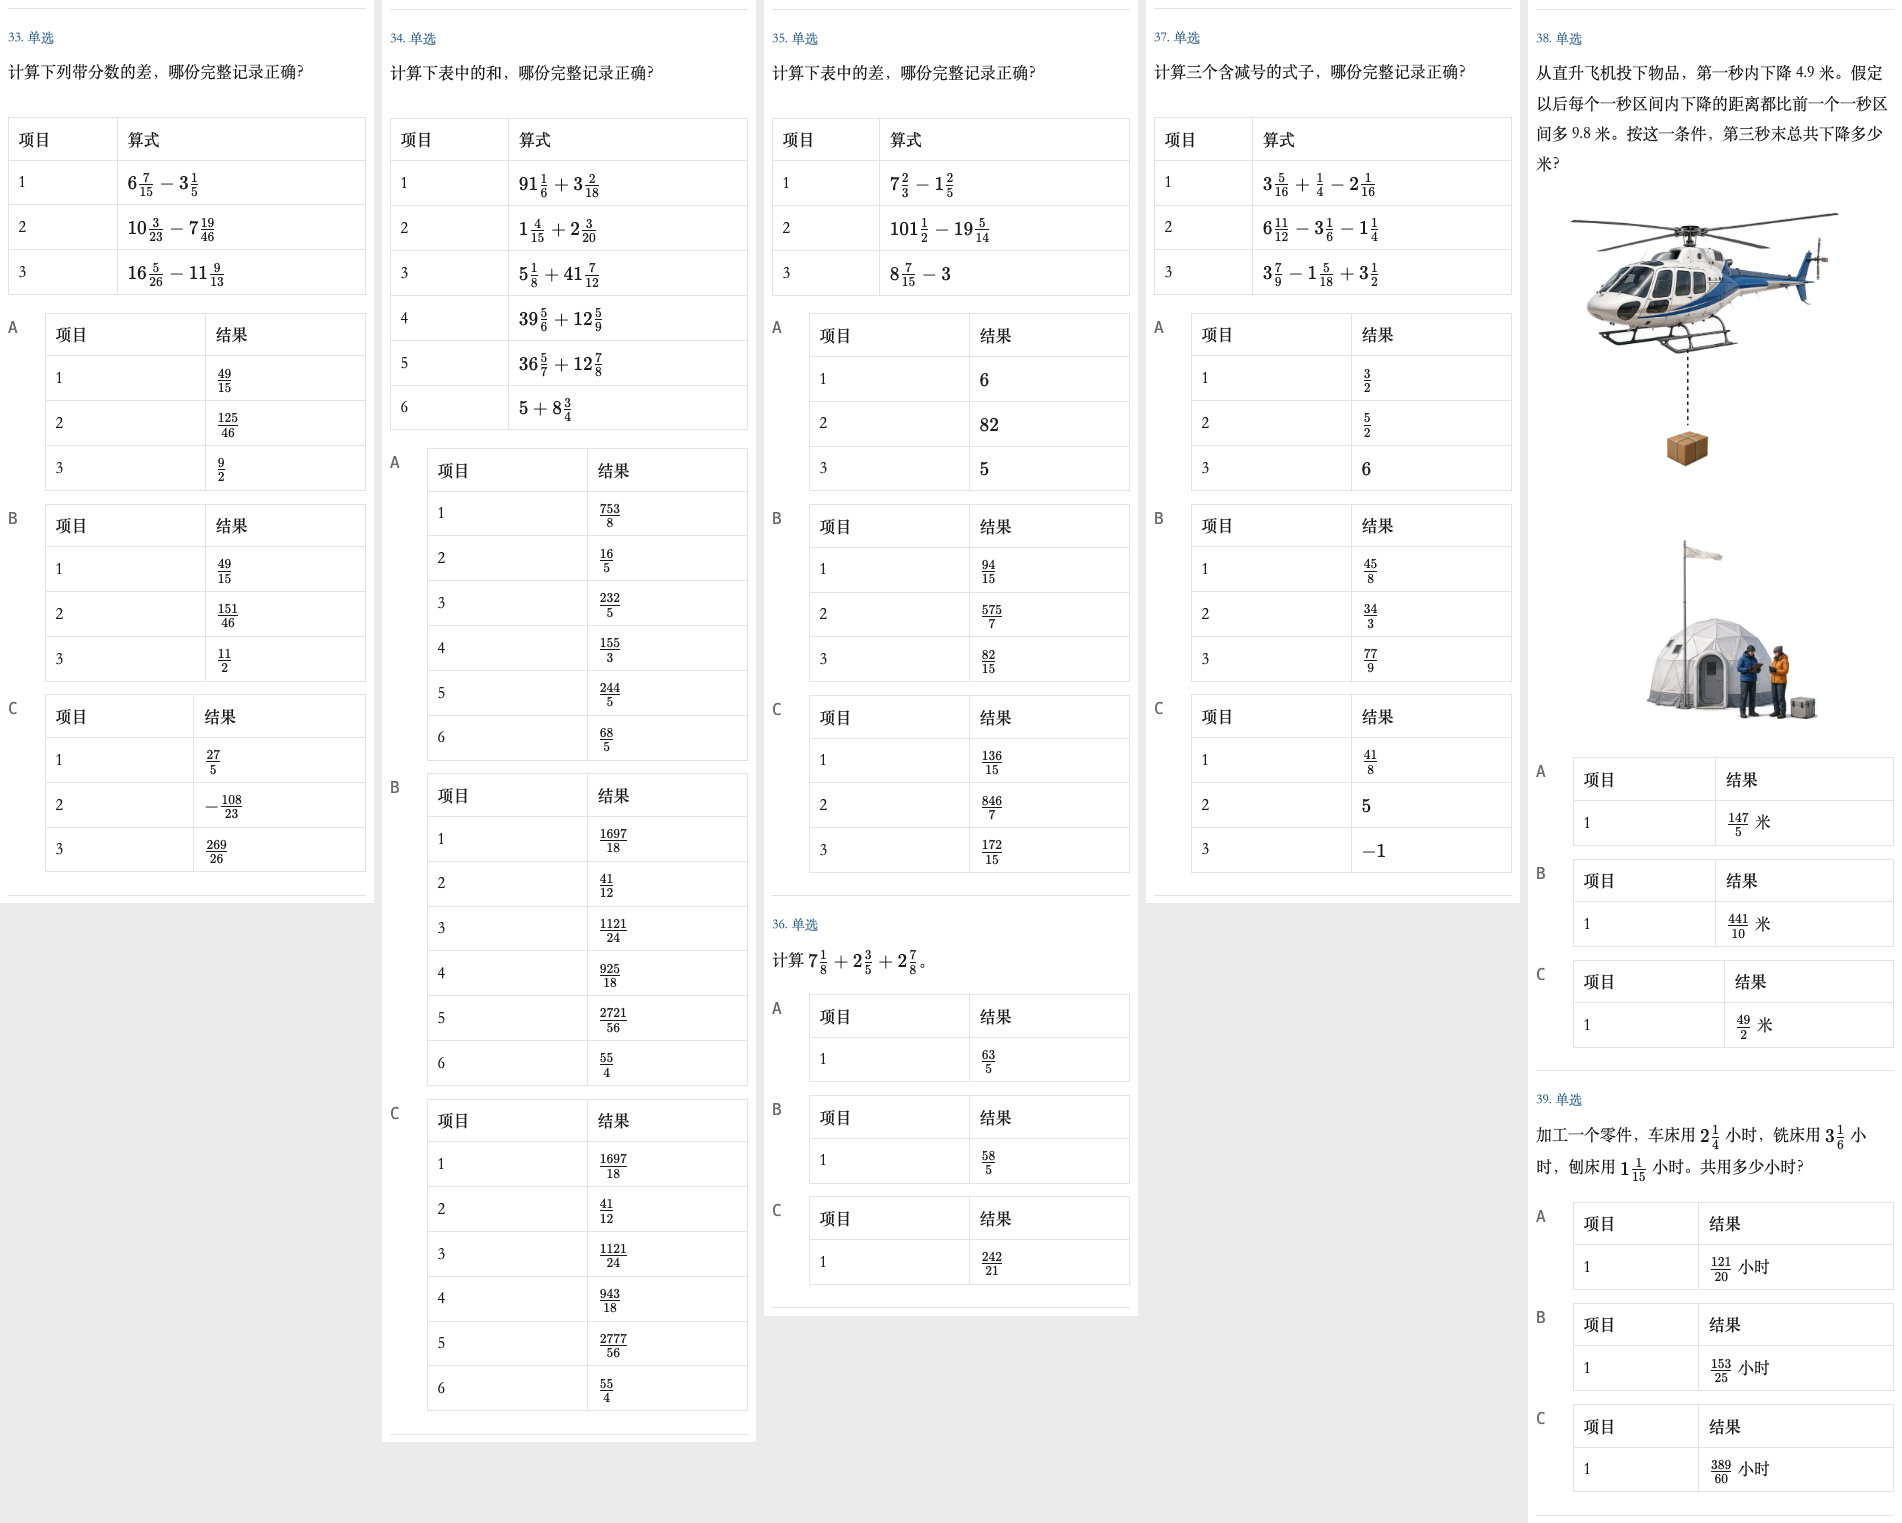 33. 单选
计算下列带分数的差，哪份完整记录正确？
项目 算式
1 6 7/15 − 3 1/5
2 10 3/23 − 7 19/46
3 16 5/26 − 11 9/13
A
项目 结果
1 49/15
2 125/46
3 9/2
B
项目 结果
1 49/15
2 151/46
3 11/2
C
项目 结果
1 27/5
2 −108/23
3 269/26
34. 单选
计算下表中的和，哪份完整记录正确？
项目 算式
1 91 1/6 + 3 2/18
2 1 4/15 + 2 3/20
3 5 1/8 + 41 7/12
4 39 5/6 + 12 5/9
5 36 5/7 + 12 7/8
6 5 + 8 3/4
A
项目 结果
1 753/8
2 16/5
3 232/5
4 155/3
5 244/5
6 68/5
B
项目 结果
1 1697/18
2 41/12
3 1121/24
4 925/18
5 2721/56
6 55/4
C
项目 结果
1 1697/18
2 41/12
3 1121/24
4 943/18
5 2777/56
6 55/4
35. 单选
计算下表中的差，哪份完整记录正确？
项目 算式
1 7 2/3 − 1 2/5
2 101 1/2 − 19 5/14
3 8 7/15 − 3
A
项目 结果
1 6
2 82
3 5
B
项目 结果
1 94/15
2 575/7
3 82/15
C
项目 结果
1 136/15
2 846/7
3 172/15
36. 单选
计算 7 1/8 + 2 3/5 + 2 7/8。
A
项目 结果
1 63/5
B
项目 结果
1 58/5
C
项目 结果
1 242/21
37. 单选
计算三个含减号的式子，哪份完整记录正确？
项目 算式
1 3 5/16 + 1/4 − 2 1/16
2 6 11/12 − 3 1/6 − 1 1/4
3 3 7/9 − 1 5/18 + 3 1/2
A
项目 结果
1 3/2
2 5/2
3 6
B
项目 结果
1 45/8
2 34/3
3 77/9
C
项目 结果
1 41/8
2 5
3 −1
38. 单选
从直升飞机投下物品，第一秒内下降 4.9 米。假定
以后每个一秒区间内下降的距离都比前一个一秒区
间多 9.8 米。按这一条件，第三秒末总共下降多少
米？
A
项目 结果
1 147/5 米
B
项目 结果
1 441/10 米
C
项目 结果
1 49/2 米
39. 单选
加工一个零件，车床用 2 1/4 小时，铣床用 3 1/6 小
时，刨床用 1 1/15 小时。共用多少小时？
A
项目 结果
1 121/20 小时
B
项目 结果
1 153/25 小时
C
项目 结果
1 389/60 小时